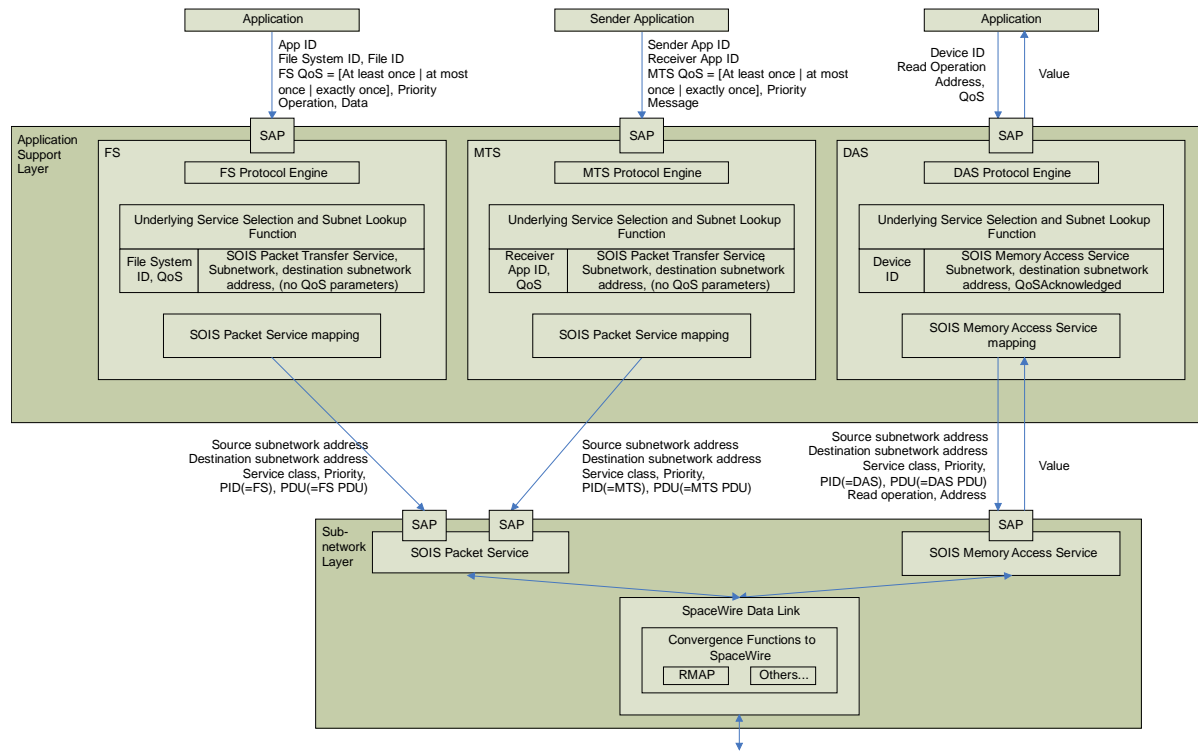 Application
Sender Application
Application
App ID
File System ID, File ID
FS QoS = [At least once | at most
once | exactly once], Priority
Operation, Data
Sender App ID
Receiver App ID
MTS QoS = [At least once | at most
once | exactly once], Priority
Message
Device ID
Read Operation
Address,
QoS
Value
Application
Support
Layer
SAP
FS
FS Protocol Engine
Underlying Service Selection and Subnet Lookup
Function
File System
ID, QoS
SOIS Packet Transfer Service,
Subnetwork, destination subnetwork
address, (no QoS parameters)
SOIS Packet Service mapping
SAP
MTS
MTS Protocol Engine
Underlying Service Selection and Subnet Lookup
Function
Receiver
App ID,
QoS
SOIS Packet Transfer Service,
Subnetwork, destination subnetwork
address, (no QoS parameters)
SOIS Packet Service mapping
SAP
DAS
DAS Protocol Engine
Underlying Service Selection and Subnet Lookup
Function
Device
ID
SOIS Memory Access Service
Subnetwork, destination subnetwork
address, QoSAcknowledged
SOIS Memory Access Service
mapping
Source subnetwork address
Destination subnetwork address
Service class, Priority,
PID(=FS), PDU(=FS PDU)
Source subnetwork address
Destination subnetwork address
Service class, Priority,
PID(=MTS), PDU(=MTS PDU)
Source subnetwork address
Destination subnetwork address
Service class, Priority,
PID(=DAS), PDU(=DAS PDU)
Read operation, Address
Value
Sub-
network
Layer
SAP
SAP
SOIS Packet Service
SAP
SOIS Memory Access Service
SpaceWire Data Link
Convergence Functions to
SpaceWire
RMAP
Others...